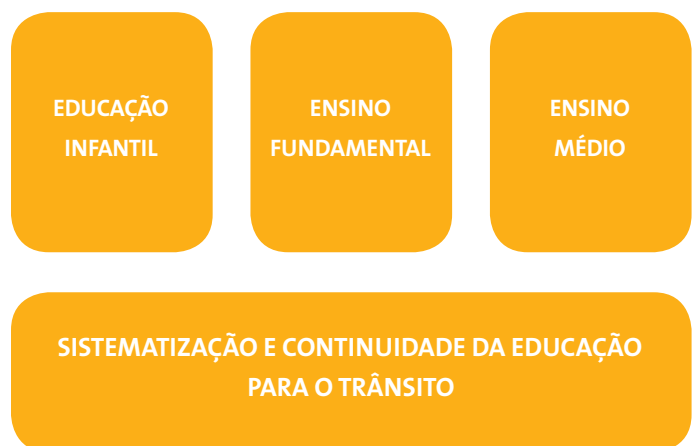 EDUCAÇÃO
INFANTIL
ENSINO
FUNDAMENTAL
ENSINO
MÉDIO
SISTEMATIZAÇÃO E CONTINUIDADE DA EDUCAÇÃO
PARA O TRÂNSITO